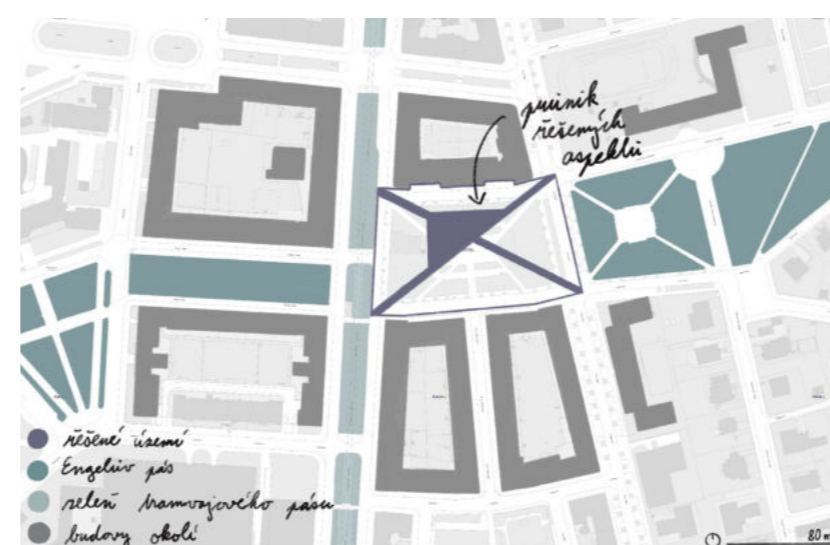 průnik
řešených
aspektů
řešené území
Engelův pás
zeleň tramvajového pásu
budovy okolí
80 m